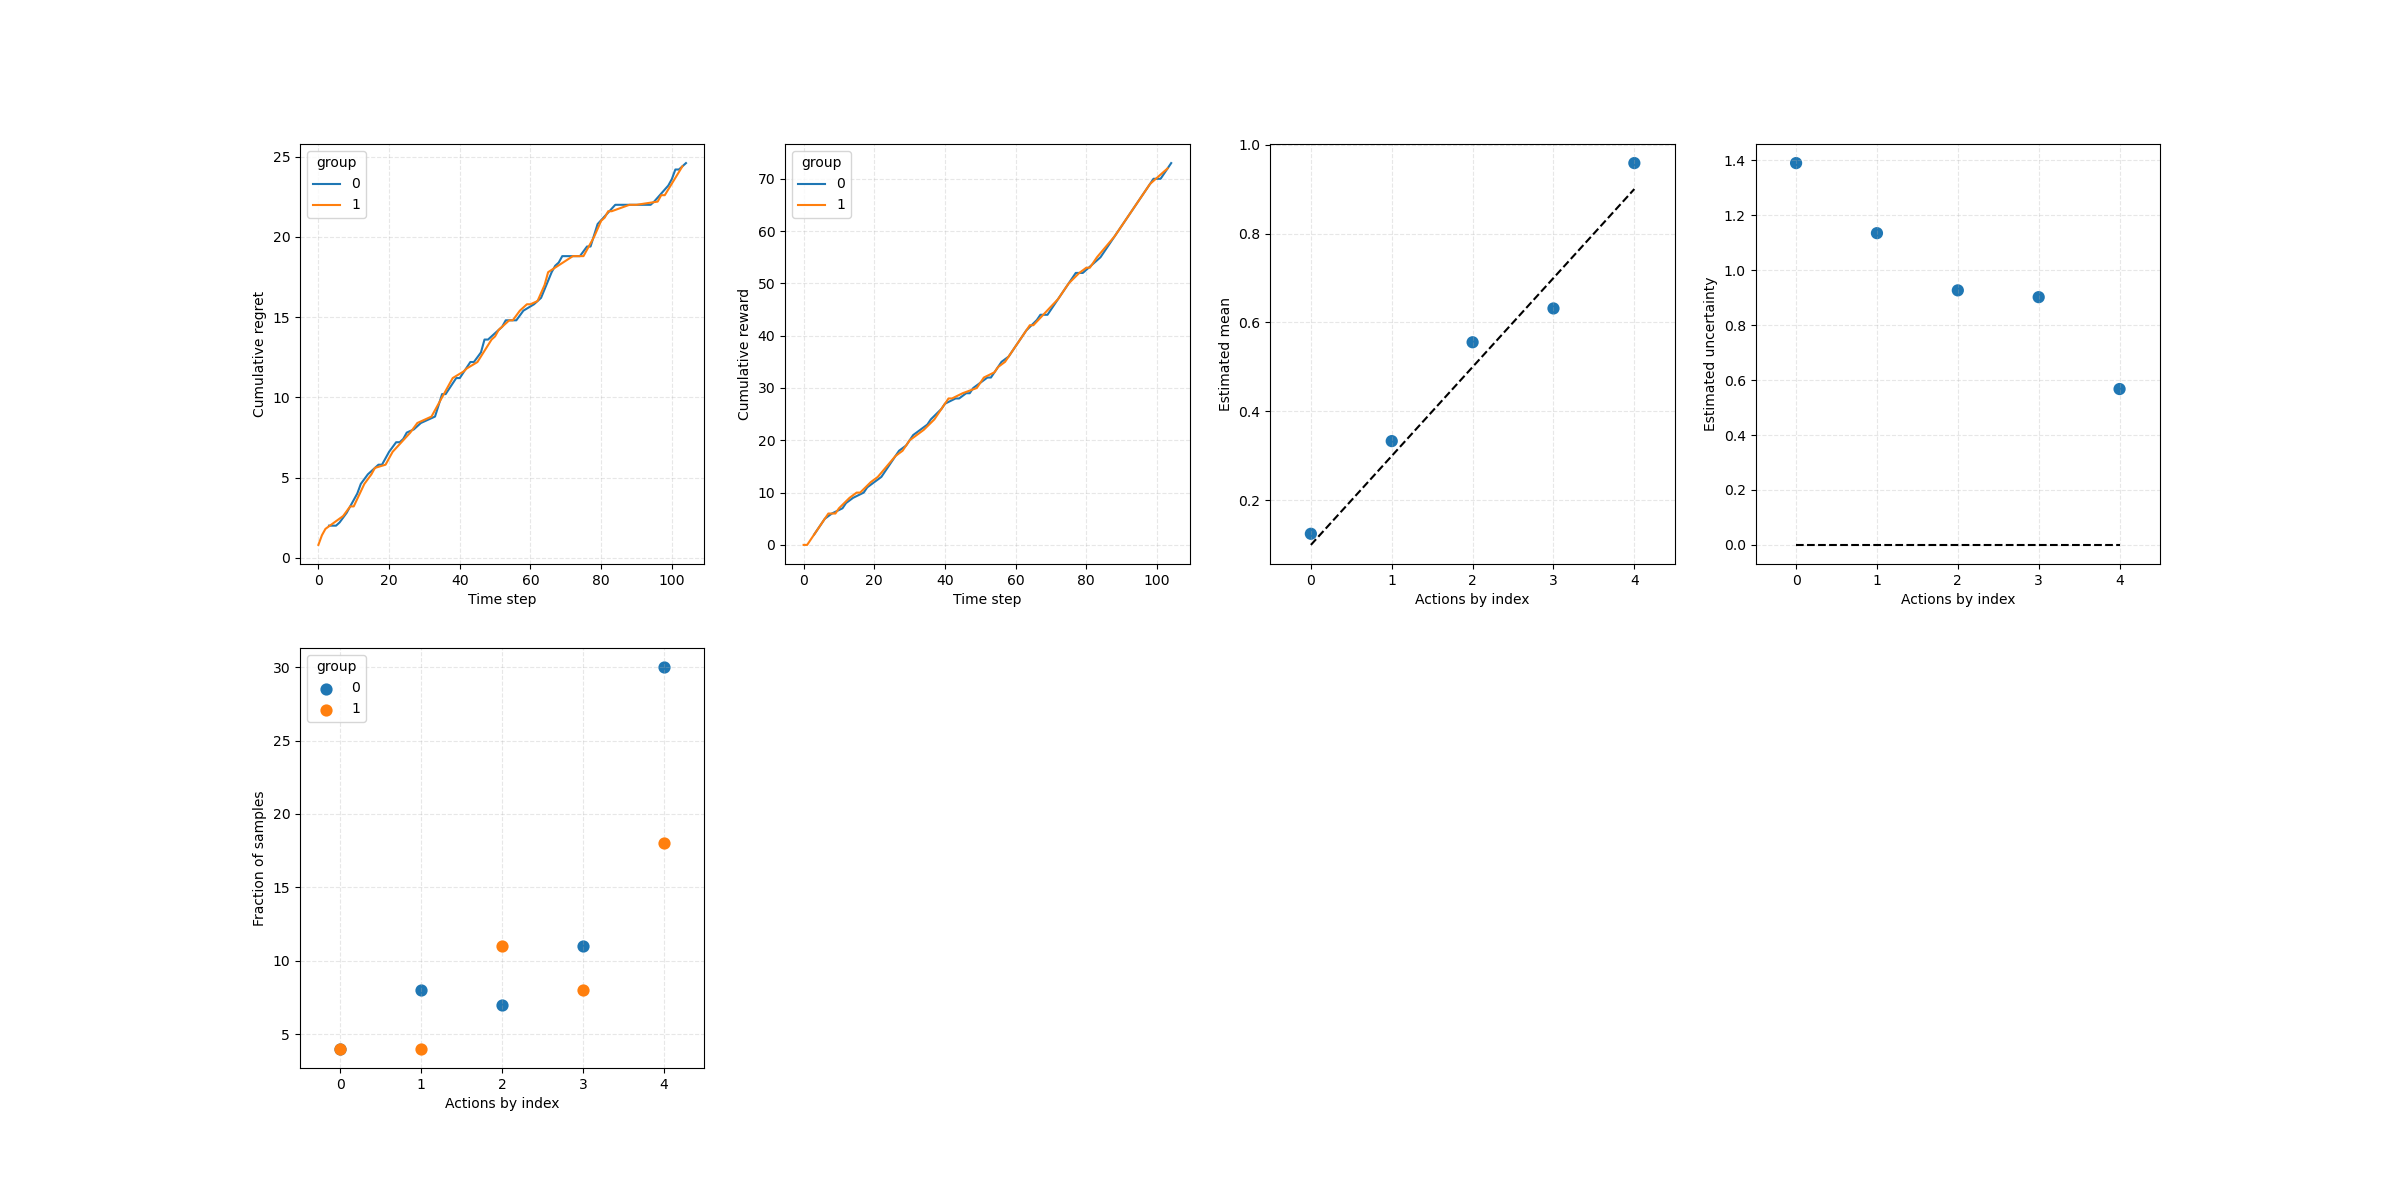 group
0
1
25
20
15
10
5
0
Cumulative regret
0 20 40 60 80 100
Time step
group
0
1
70
60
50
40
30
20
10
0
Cumulative reward
0 20 40 60 80 100
Time step
1.0
0.8
0.6
0.4
0.2
Estimated mean
0 1 2 3 4
Actions by index
1.4
1.2
1.0
0.8
0.6
0.4
0.2
0.0
Estimated uncertainty
0 1 2 3 4
Actions by index
group
0
1
30
25
20
15
10
5
Fraction of samples
0 1 2 3 4
Actions by index